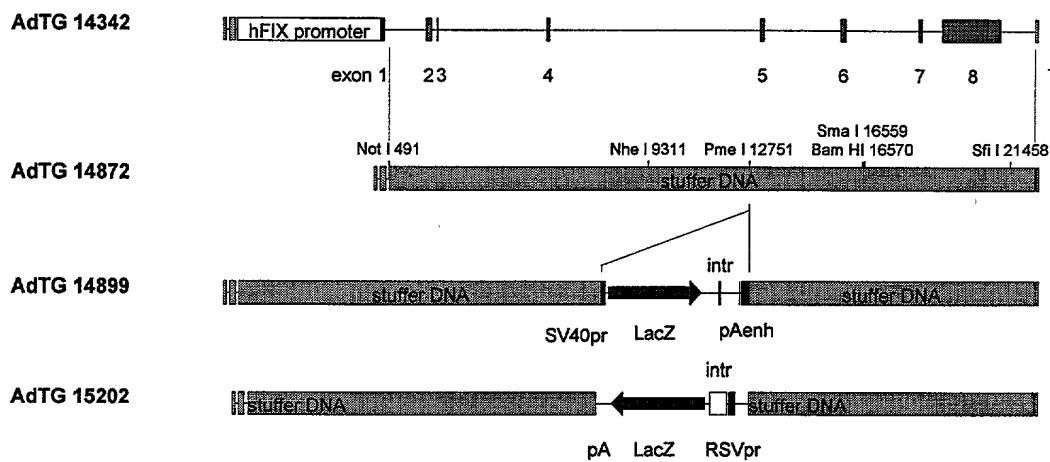 AdTG 14342
hFIX promoter
exon 1 2 3 4 5 6 7 8
AdTG 14872
Sma I 16559
Not I 491 Nhe I 9311 Pme I 12751 Bam HI 16570 Sfi I 21458
stuffer DNA
intr
AdTG 14899
stuffer DNA stuffer DNA
SV40pr LacZ pAenh
intr
AdTG 15202
stuffer DNA stuffer DNA
pA LacZ RSVpr